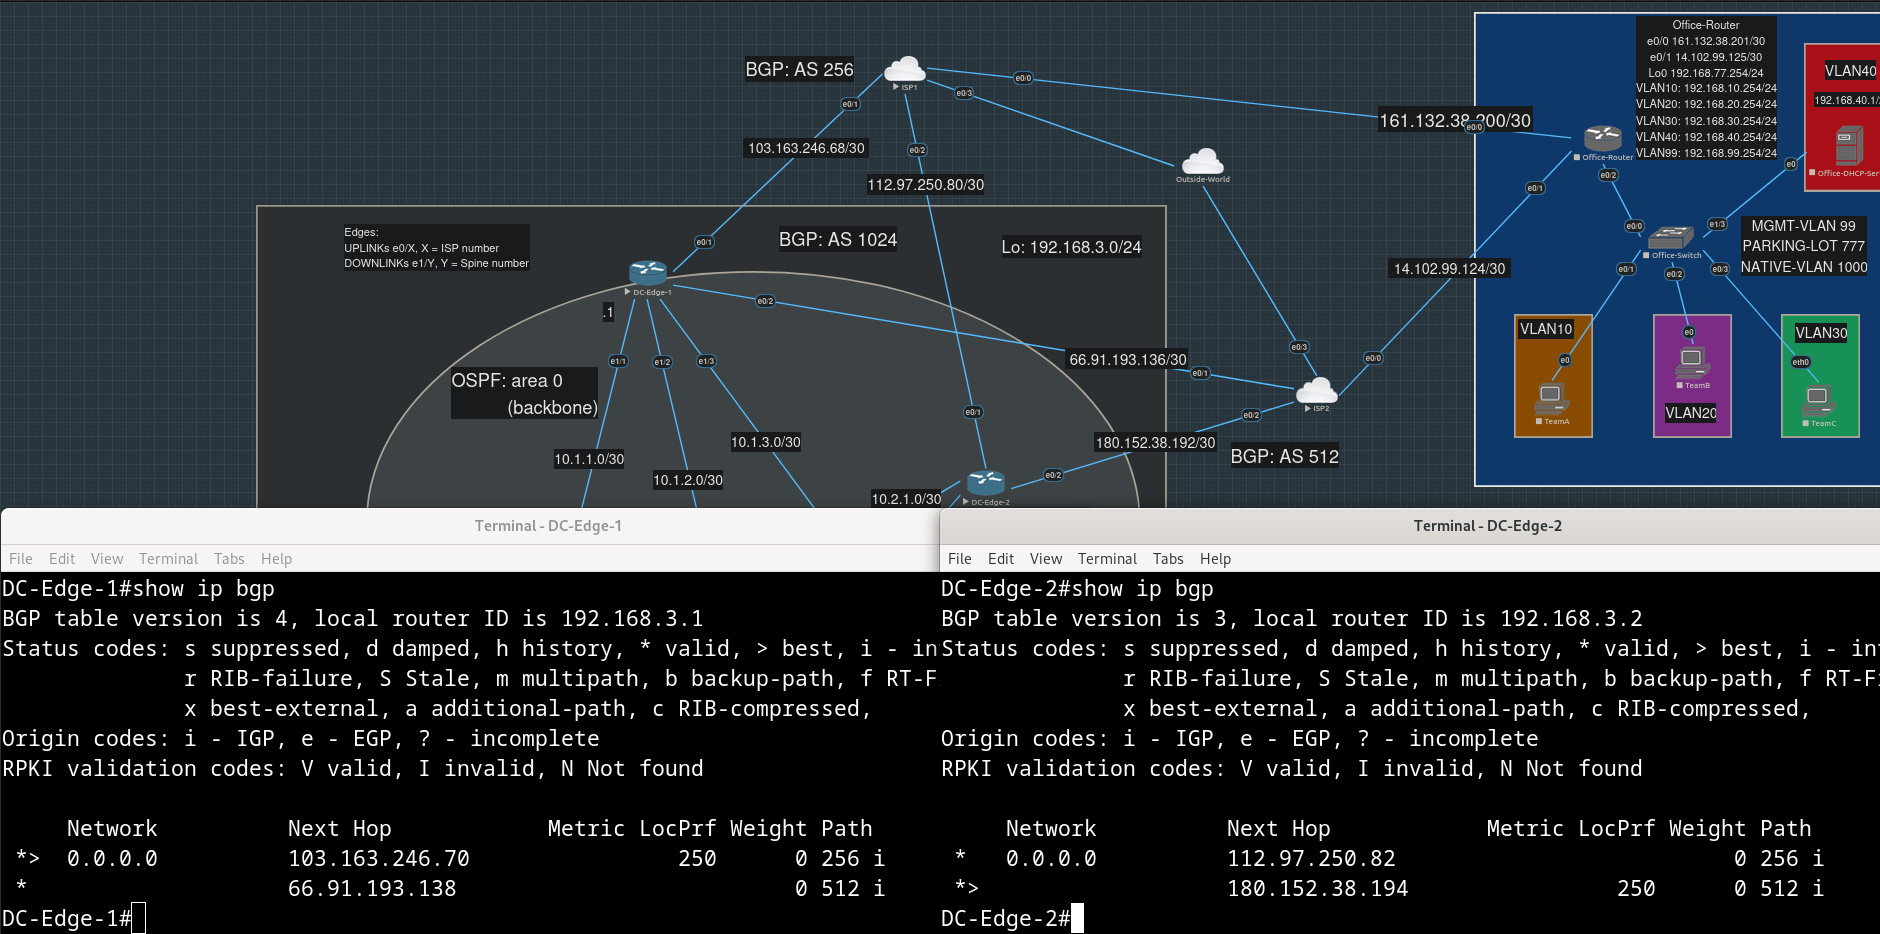 BGP: AS 256
ISP1
e0/0
e0/3
e0/1
e0/2
103.163.246.68/30
112.97.250.80/30
161.132.38.200/30
e0/0
Outside-World
Office-Router
e0/0 161.132.38.201/30
e0/1 14.102.99.125/30
Lo0 192.168.77.254/24
VLAN10: 192.168.10.254/24
VLAN20: 192.168.20.254/24
VLAN30: 192.168.30.254/24
VLAN40: 192.168.40.254/24
VLAN99: 192.168.99.254/24
VLAN40
192.168.40.1/
Office-DHCP-Ser
Office-Router
e0/1
e0/2
e0
e0/0
e1/3
Office-Switch
e0/1
e0/2
e0/3
MGMT-VLAN 99
PARKING-LOT 777
NATIVE-VLAN 1000
14.102.99.124/30
VLAN10
e0
TeamA
e0
TeamB
VLAN20
VLAN30
eth0
TeamC
Edges:
UPLINKs e0/X, X = ISP number
DOWNLINKs e1/Y, Y = Spine number
BGP: AS 1024
Lo: 192.168.3.0/24
e0/1
DC-Edge-1
.1
e0/2
e1/1
e1/2
e1/3
66.91.193.136/30
e0/1
e0/3
e0/0
e0/2
ISP2
OSPF: area 0
(backbone)
10.1.1.0/30
10.1.2.0/30
10.1.3.0/30
e0/1
180.152.38.192/30
BGP: AS 512
e0/2
10.2.1.0/30
DC-Edge-2
Terminal - DC-Edge-1
File Edit View Terminal Tabs Help
DC-Edge-1#show ip bgp
BGP table version is 4, local router ID is 192.168.3.1
Status codes: s suppressed, d damped, h history, * valid, > best, i - in
r RIB-failure, S Stale, m multipath, b backup-path, f RT-F
x best-external, a additional-path, c RIB-compressed,
Origin codes: i - IGP, e - EGP, ? - incomplete
RPKI validation codes: V valid, I invalid, N Not found
Network Next Hop Metric LocPrf Weight Path
*> 0.0.0.0 103.163.246.70 250 0 256 i
* 66.91.193.138 0 512 i
DC-Edge-1#
Terminal - DC-Edge-2
File Edit View Terminal Tabs Help
DC-Edge-2#show ip bgp
BGP table version is 3, local router ID is 192.168.3.2
Status codes: s suppressed, d damped, h history, * valid, > best, i - in
r RIB-failure, S Stale, m multipath, b backup-path, f RT-F
x best-external, a additional-path, c RIB-compressed,
Origin codes: i - IGP, e - EGP, ? - incomplete
RPKI validation codes: V valid, I invalid, N Not found
Network Next Hop Metric LocPrf Weight Path
* 0.0.0.0 112.97.250.82 0 256 i
*> 180.152.38.194 250 0 512 i
DC-Edge-2#